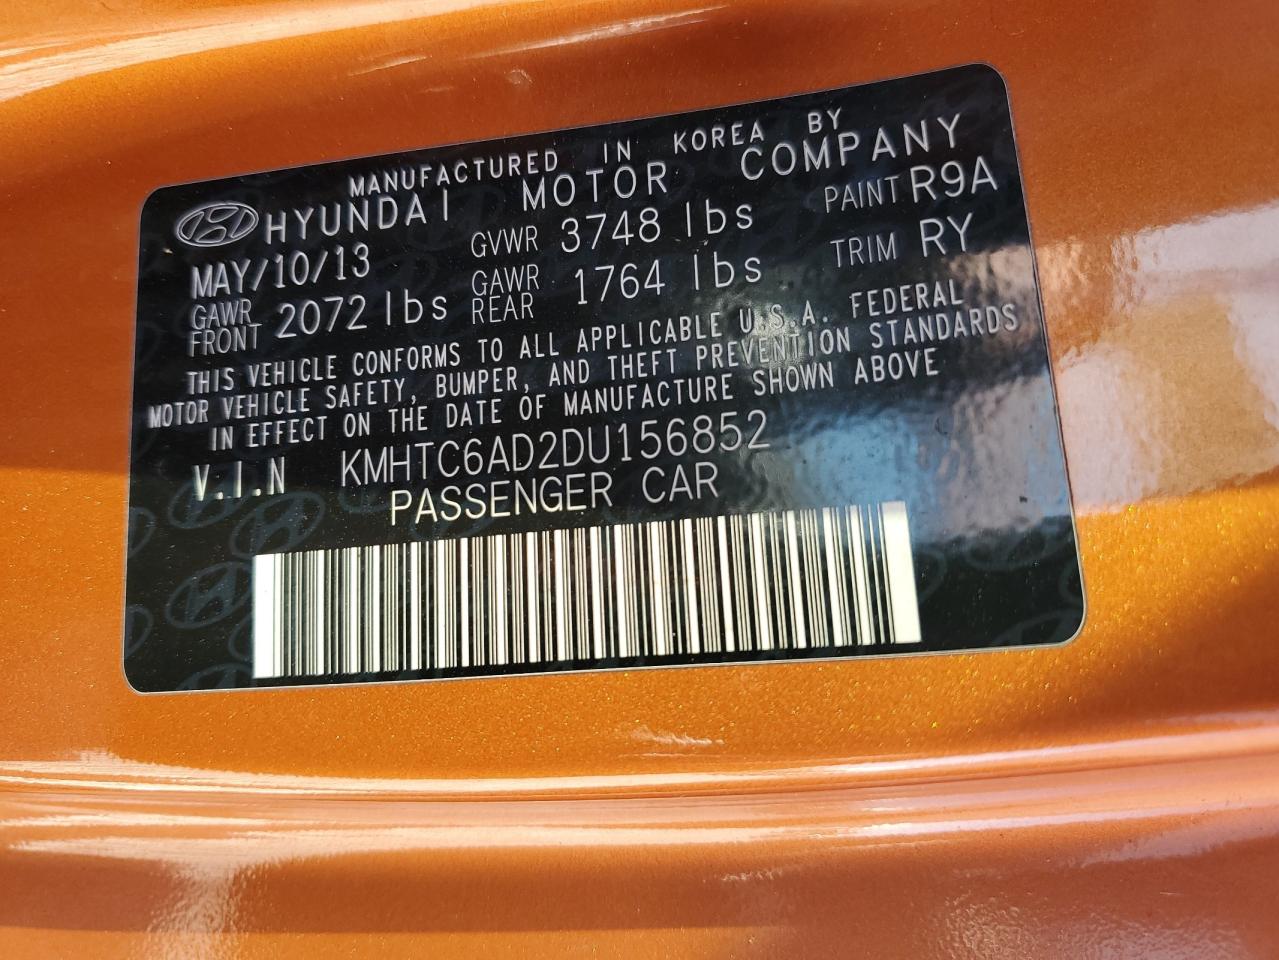 MANUFACTURED IN KOREA BY
HYUNDAI MOTOR COMPANY
MAY/10/13 GVWR 3748 lbs PAINT R9A
GAWR FRONT 2072 lbs GAWR REAR 1764 lbs TRIM RY
THIS VEHICLE CONFORMS TO ALL APPLICABLE U.S.A. FEDERAL
MOTOR VEHICLE SAFETY, BUMPER, AND THEFT PREVENTION STANDARDS
IN EFFECT ON THE DATE OF MANUFACTURE SHOWN ABOVE
V.I.N KMHTC6AD2DU156852
PASSENGER CAR